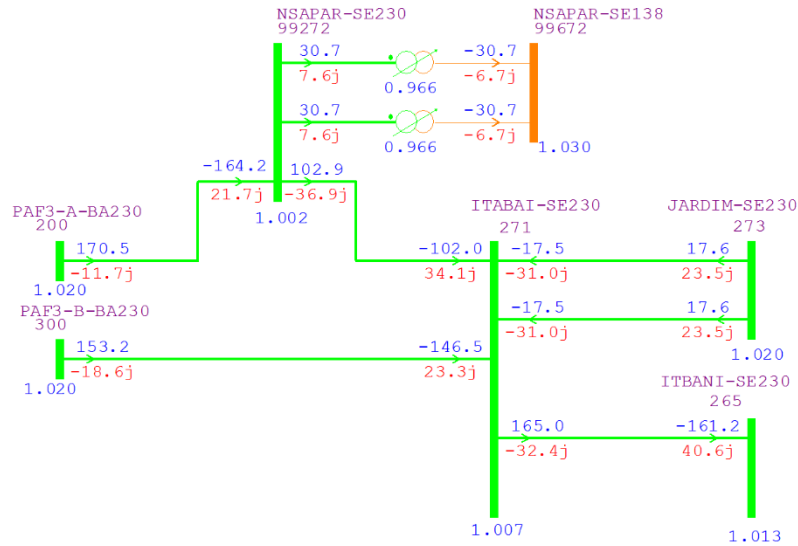 NSAPAR-SE230
99272
NSAPAR-SE138
99672
30.7
7.6j
0.966
-30.7
-6.7j
30.7
7.6j
0.966
-30.7
-6.7j
1.030
-164.2
21.7j
102.9
-36.9j
1.002
PAF3-A-BA230
200
170.5
-11.7j
1.020
ITABAI-SE230
271
JARDIM-SE230
273
-102.0
34.1j
-17.5
-31.0j
17.6
23.5j
-17.5
-31.0j
17.6
23.5j
1.020
PAF3-B-BA230
300
153.2
-18.6j
1.020
-146.5
23.3j
ITBANI-SE230
265
165.0
-32.4j
-161.2
40.6j
1.007
1.013